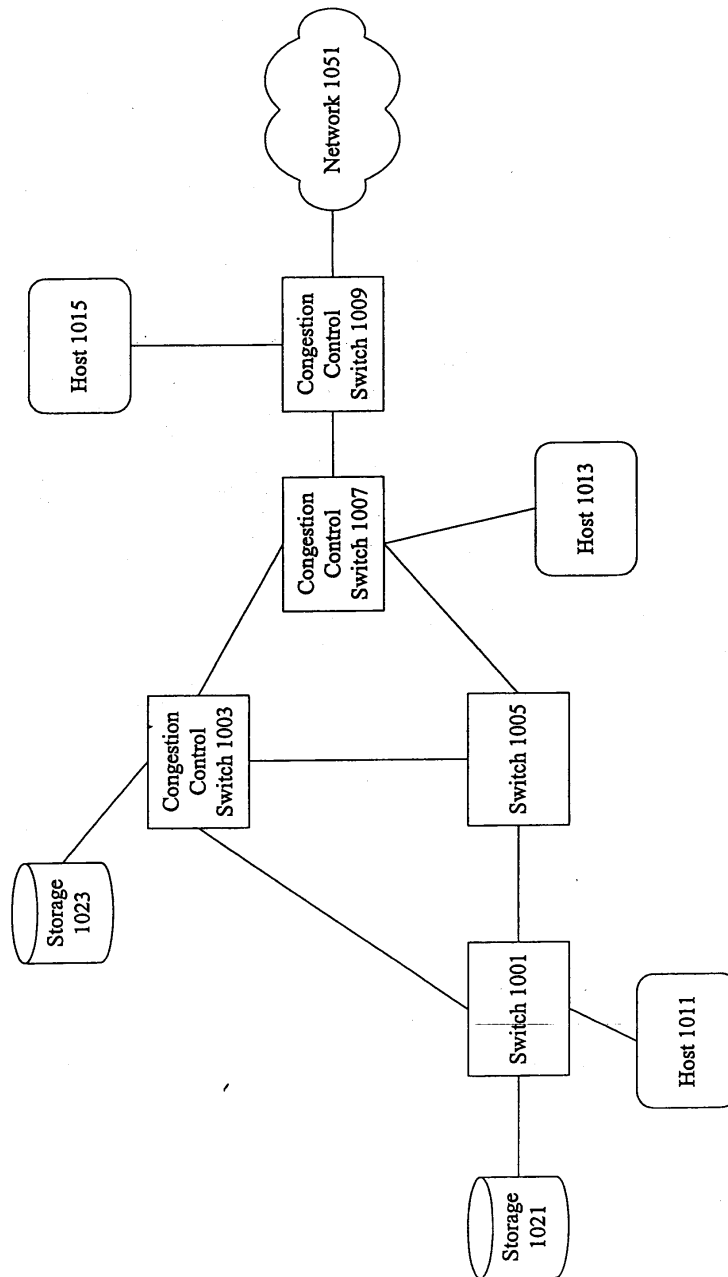 Storage
1023
Host 1015
Congestion
Control
Switch 1003
Congestion
Control
Switch 1007
Congestion
Control
Switch 1009
Network 1051
Storage
1021
Switch 1001
Switch 1005
Host 1011
Host 1013